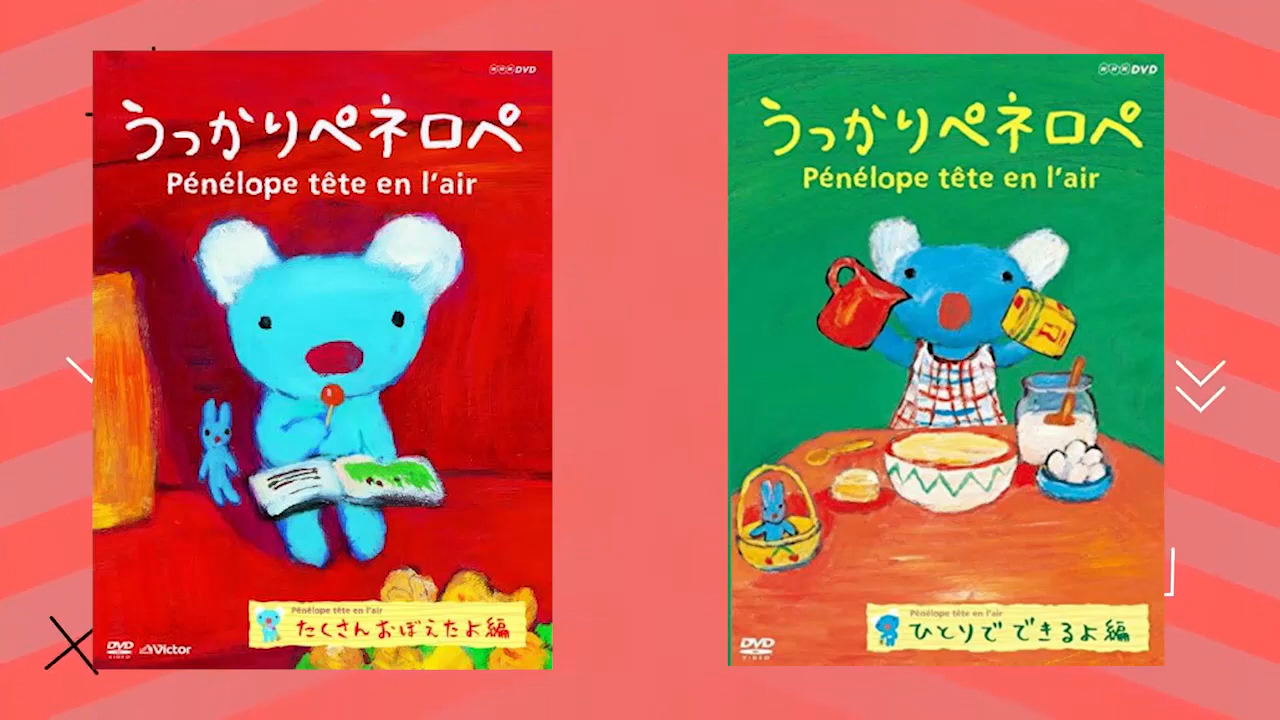 NHK DVD
うっかりペネロペ
Pénélope tête en l'air
Pénélope tête en l'air
たくさんおぼえたよ編
DVD
VIDEO
Victor
NHK DVD
うっかりペネロペ
Pénélope tête en l'air
Pénélope tête en l'air
ひとりでできるよ編
DVD
VIDEO